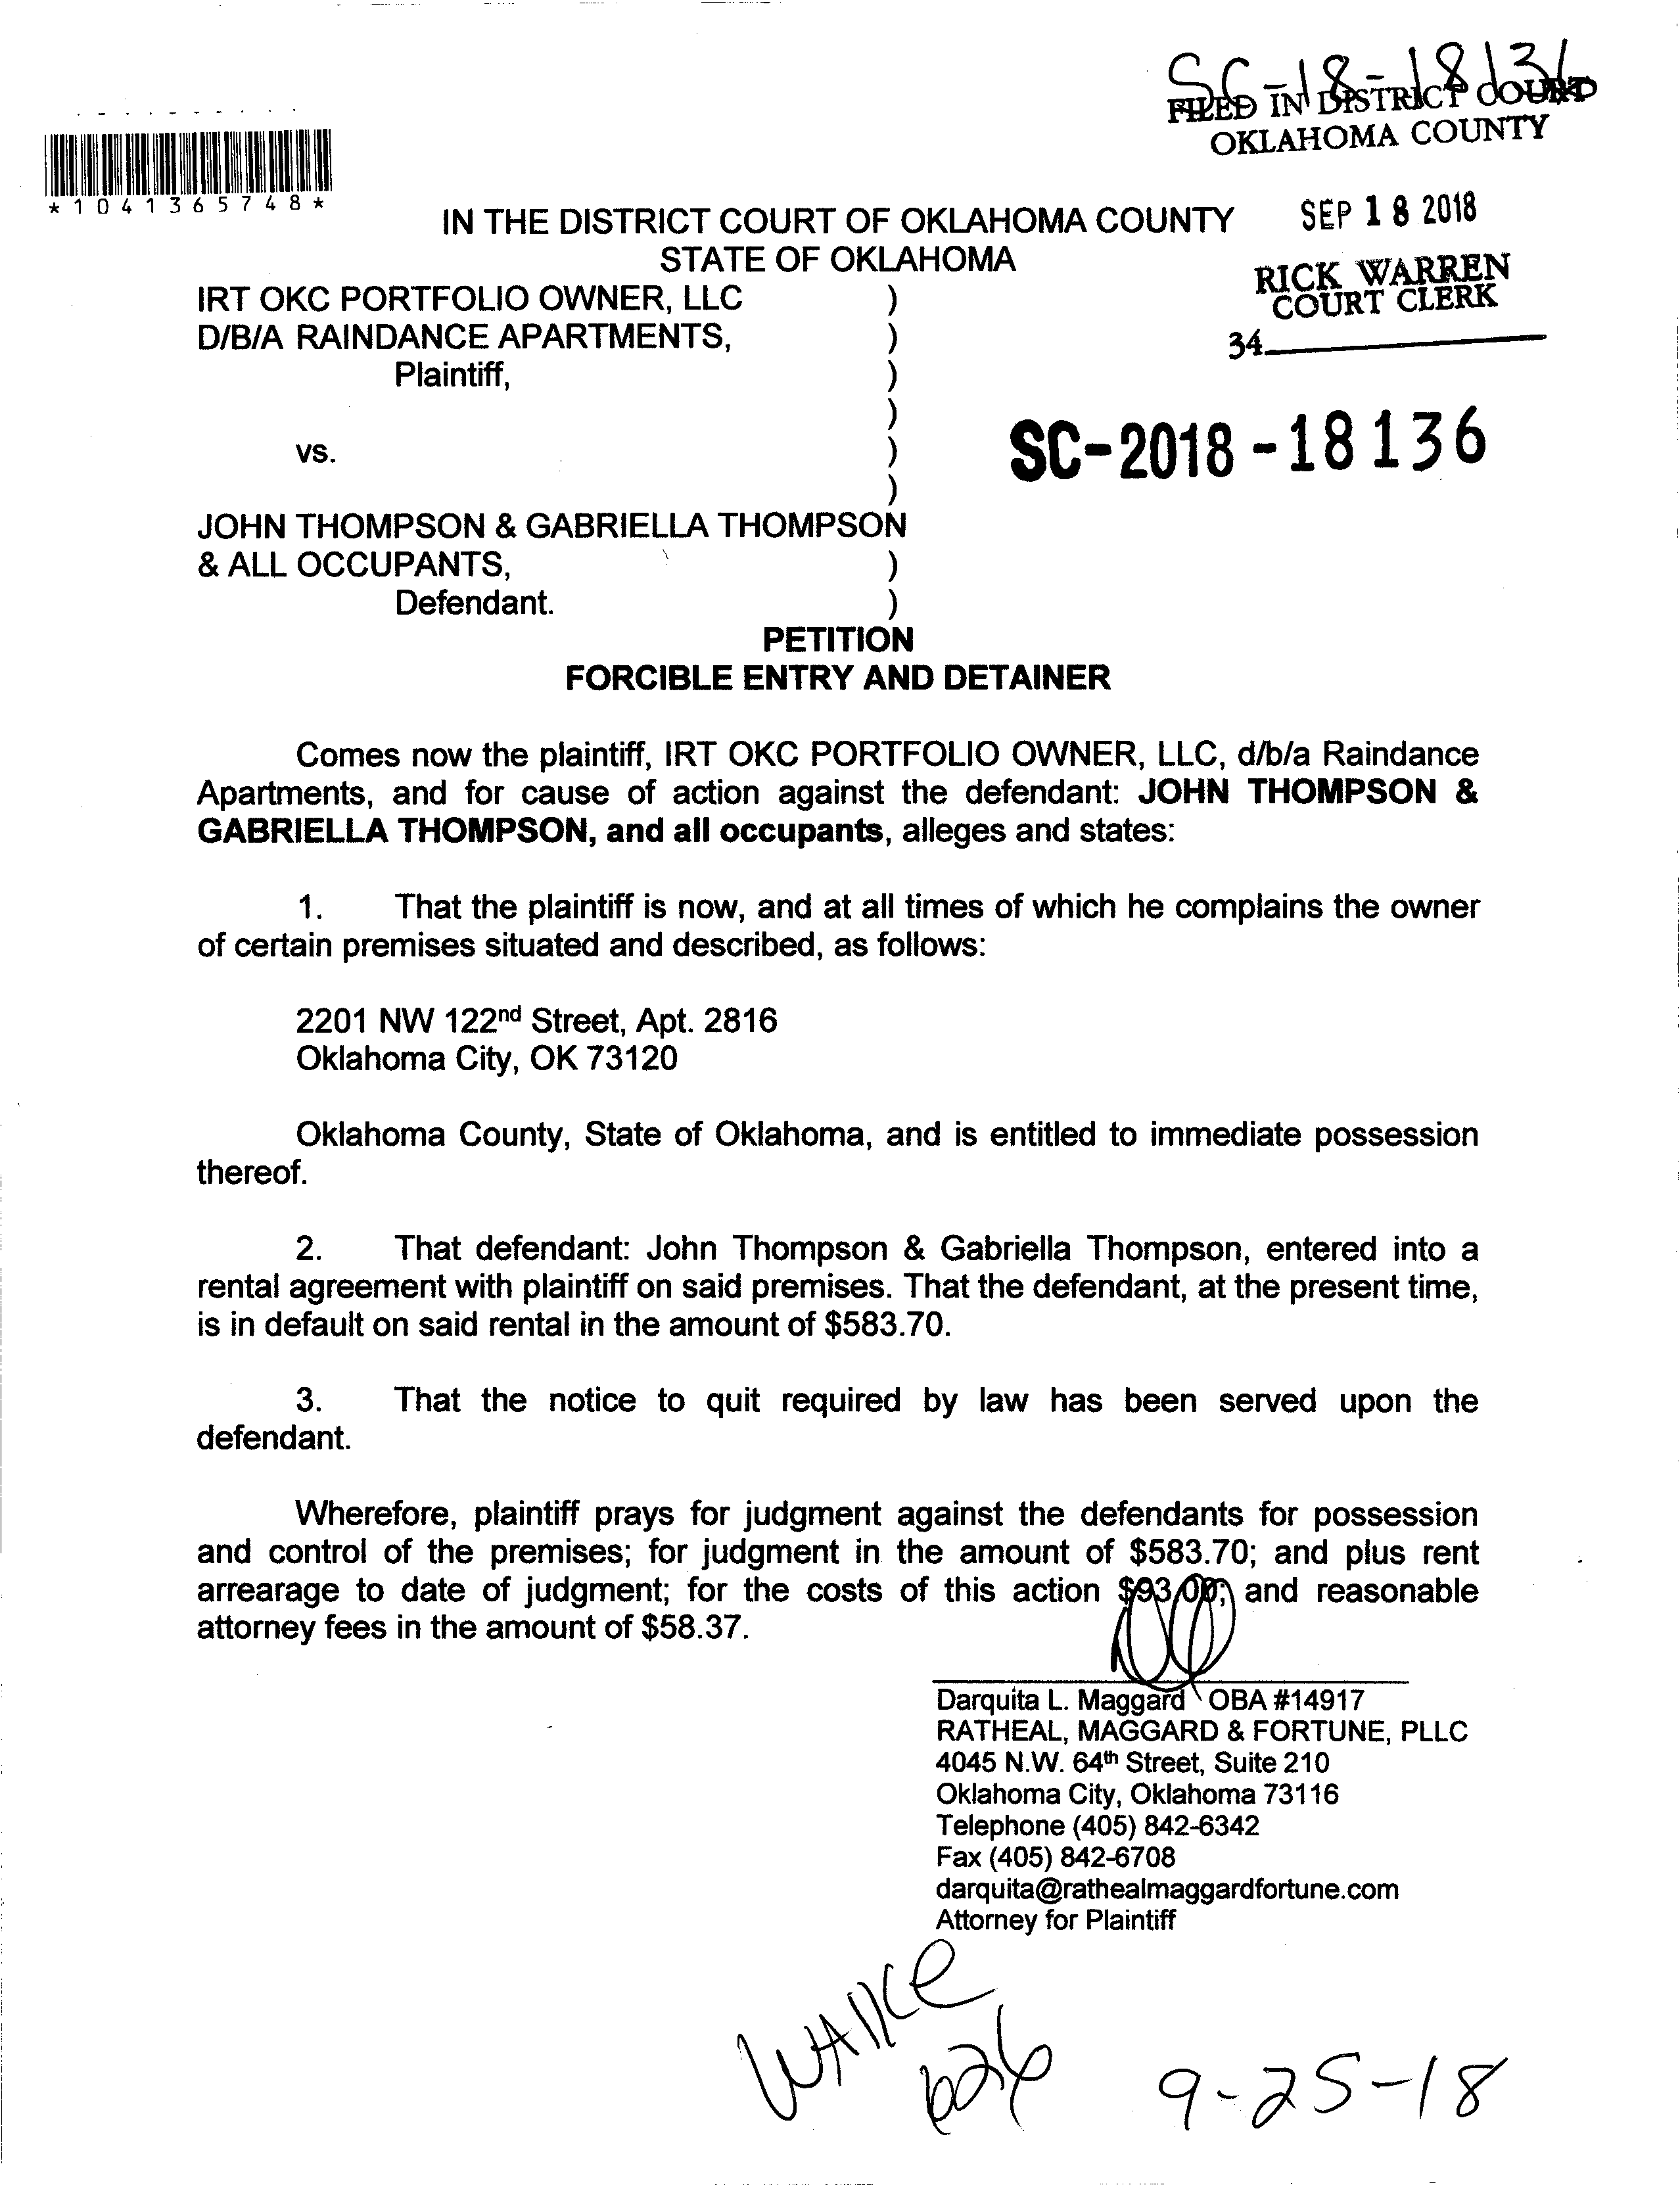 SC-18-18136
FILED IN DISTRICT COURT
OKLAHOMA COUNTY
*1041365748*
SEP 18 2018
IN THE DISTRICT COURT OF OKLAHOMA COUNTY
STATE OF OKLAHOMA
RICK WARREN
COURT CLERK
34
IRT OKC PORTFOLIO OWNER, LLC )
D/B/A RAINDANCE APARTMENTS, )
Plaintiff, )
)
vs. )
)
SC-2018-18136
JOHN THOMPSON & GABRIELLA THOMPSON
& ALL OCCUPANTS, )
Defendant. )
PETITION
FORCIBLE ENTRY AND DETAINER
Comes now the plaintiff, IRT OKC PORTFOLIO OWNER, LLC, d/b/a Raindance
Apartments, and for cause of action against the defendant: JOHN THOMPSON &
GABRIELLA THOMPSON, and all occupants, alleges and states:
1. That the plaintiff is now, and at all times of which he complains the owner
of certain premises situated and described, as follows:
2201 NW 122nd Street, Apt. 2816
Oklahoma City, OK 73120
Oklahoma County, State of Oklahoma, and is entitled to immediate possession
thereof.
2. That defendant: John Thompson & Gabriella Thompson, entered into a
rental agreement with plaintiff on said premises. That the defendant, at the present time,
is in default on said rental in the amount of $583.70.
3. That the notice to quit required by law has been served upon the
defendant.
Wherefore, plaintiff prays for judgment against the defendants for possession
and control of the premises; for judgment in the amount of $583.70; and plus rent
arrearage to date of judgment; for the costs of this action $93.00; and reasonable
attorney fees in the amount of $58.37.
Darquita L. Maggard OBA #14917
RATHEAL, MAGGARD & FORTUNE, PLLC
4045 N.W. 64th Street, Suite 210
Oklahoma City, Oklahoma 73116
Telephone (405) 842-6342
Fax (405) 842-6708
darquita@rathealmaggardfortune.com
Attorney for Plaintiff
9-25-18